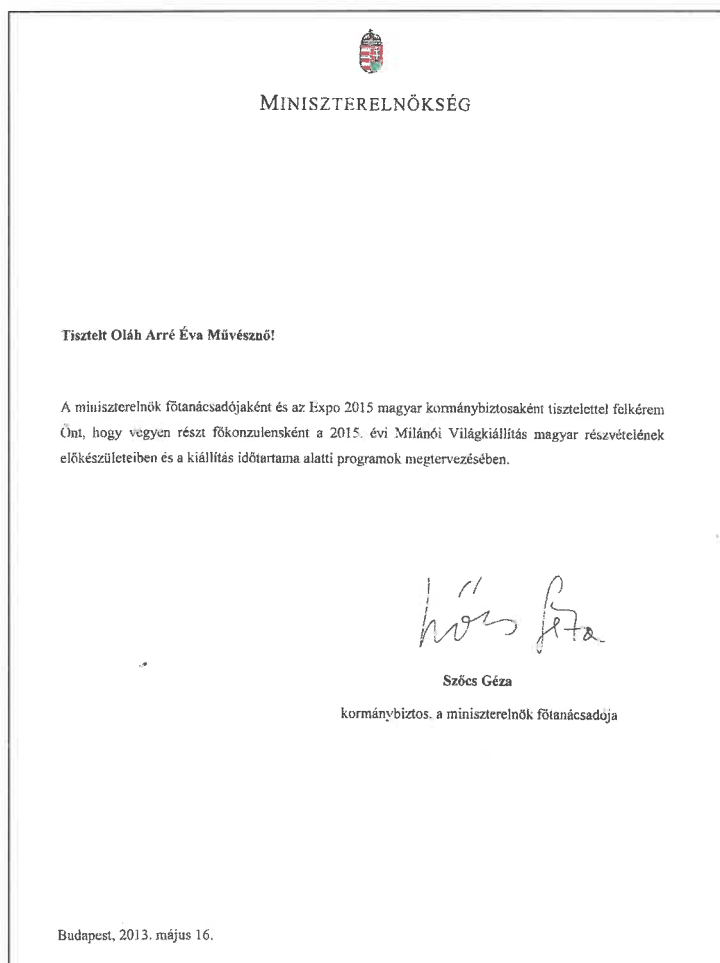 MINISZTERELNÖKSÉG
Tisztelt Oláh Arré Éva Művésznő!
A miniszterelnök főtanácsadójaként és az Expo 2015 magyar kormánybiztosaként tisztelettel felkérem
Önt, hogy vegyen részt főkonzulensként a 2015. évi Milánói Világkiállítás magyar részvételének
előkészületeiben és a kiállítás időtartama alatti programok megtervezésében.
Szőcs Géza
Szőcs Géza
kormánybiztos, a miniszterelnök főtanácsadója
Budapest, 2013. május 16.